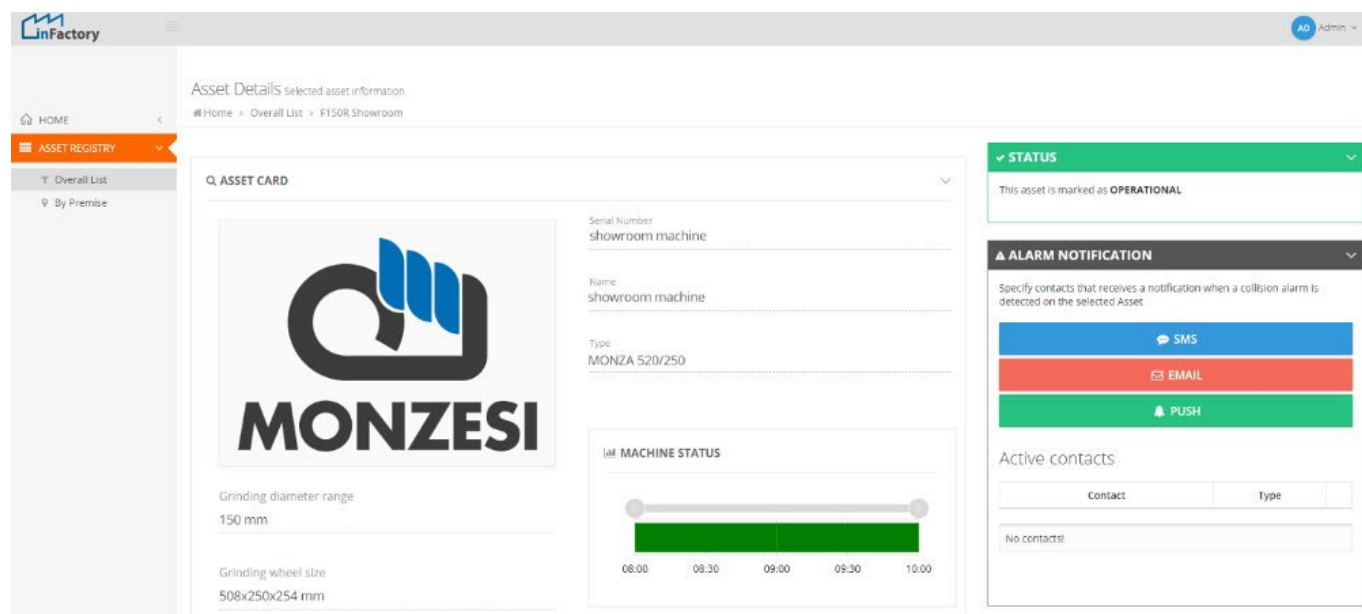 inFactory
AD Admin
Asset Details Selected asset information
Home > Overall List > F150R Showroom
HOME
ASSET REGISTRY
Overall List
By Premise
ASSET CARD
MONZESI
Grinding diameter range
150 mm
Grinding wheel size
508x250x254 mm
Serial Number
showroom machine
Name
showroom machine
Type
MONZA 520/250
MACHINE STATUS
08:00 08:30 09:00 09:30 10:00
STATUS
This asset is marked as OPERATIONAL
ALARM NOTIFICATION
Specify contacts that receives a notification when a collision alarm is
detected on the selected Asset
SMS
EMAIL
PUSH
Active contacts
Contact Type
No contacts!